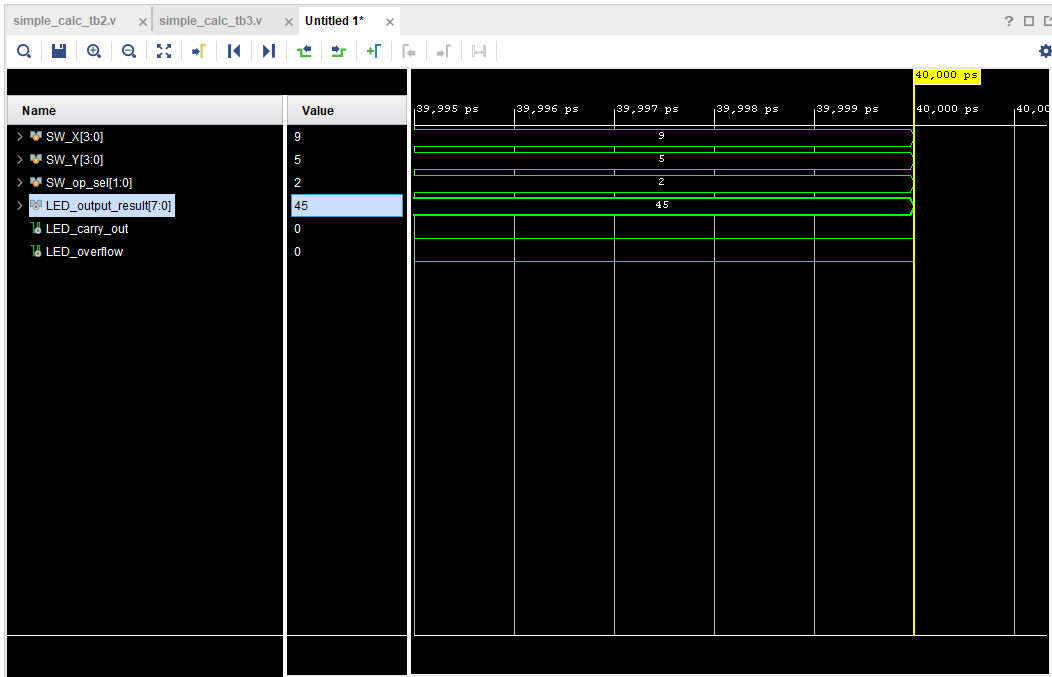 simple_calc_tb2.v simple_calc_tb3.v Untitled 1* ?
40,000 ps
Name Value 39,995 ps 39,996 ps 39,997 ps 39,998 ps 39,999 ps 40,000 ps 40,00
SW_X[3:0] 9 9
SW_Y[3:0] 5 5
SW_op_sel[1:0] 2 2
LED_output_result[7:0] 45 45
LED_carry_out 0
LED_overflow 0